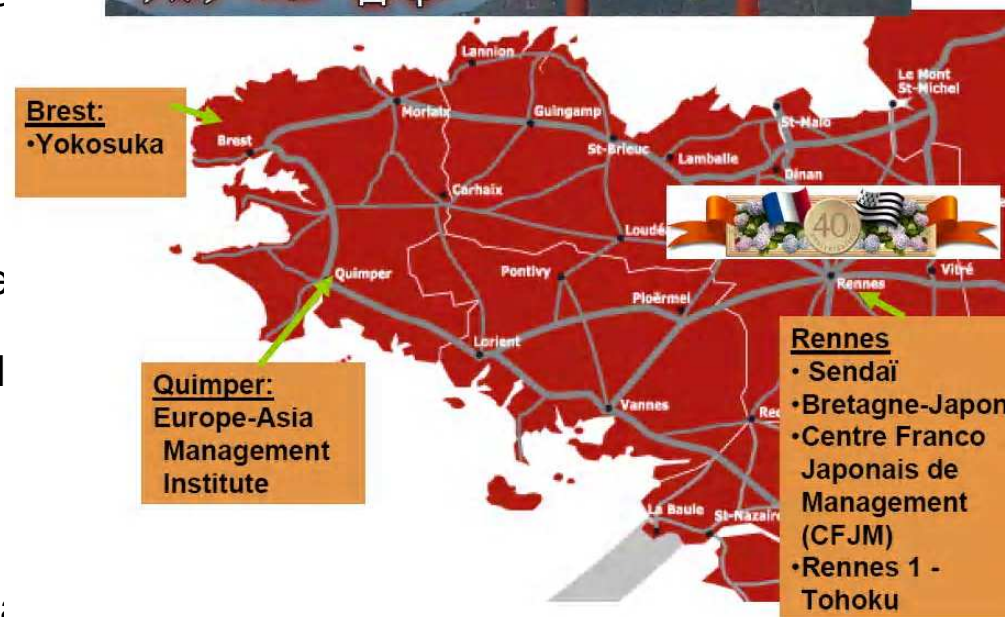 Lannion
Le Mont
St-Michel
Brest:
•Yokosuka
Morlaix
Guingamp
St-Malo
Brest
St-Brieuc
Lamballe
Dinan
Carhaix
40
Quimper
Pontivy
Vitré
Rennes
Ploërmel
Lorient
Rennes
• Sendaï
•Bretagne-Japon
•Centre Franco
Japonais de
Management
(CFJM)
•Rennes 1 -
Tohoku
Quimper:
Europe-Asia
Management
Institute
Vannes
La Baule
St-Nazaire